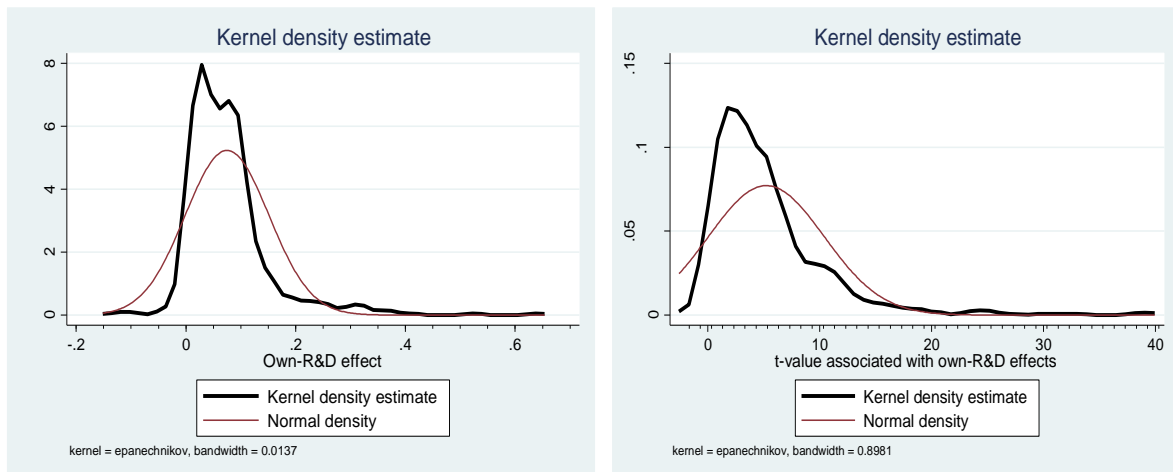 Kernel density estimate
8
6
4
2
0
-.2 0 .2 .4 .6
Own-R&D effect
Kernel density estimate
Normal density
kernel = epanechnikov, bandwidth = 0.0137
Kernel density estimate
.15
.1
.05
0
0 10 20 30 40
t-value associated with own-R&D effects
Kernel density estimate
Normal density
kernel = epanechnikov, bandwidth = 0.8981